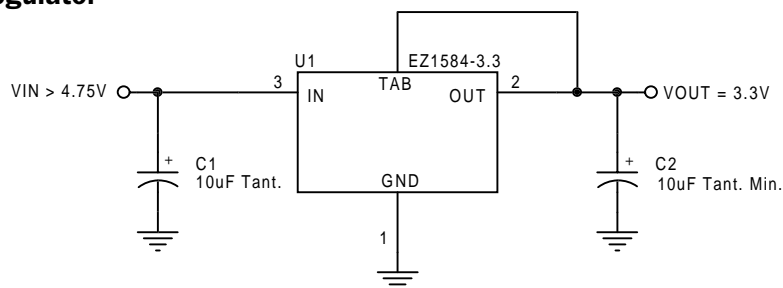 U1
EZ1584-3.3
VIN > 4.75V
3
IN
TAB
OUT
2
VOUT = 3.3V
+
C1
10uF Tant.
GND
1
+
C2
10uF Tant. Min.